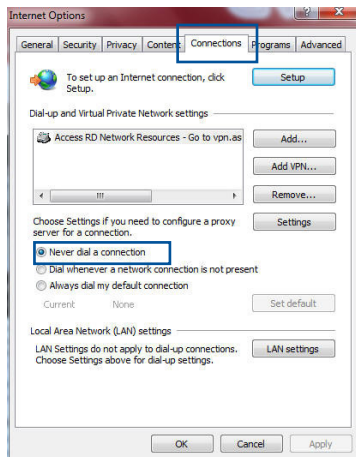 Internet Options
General Security Privacy Content Connections Programs Advanced
To set up an Internet connection, click
Setup.
Setup
Dial-up and Virtual Private Network settings
Access RD Network Resources - Go to vpn.as
Add...
Add VPN...
Remove...
Choose Settings if you need to configure a proxy
server for a connection.
Settings
Never dial a connection
Dial whenever a network connection is not present
Always dial my default connection
Current None
Set default
Local Area Network (LAN) settings
LAN Settings do not apply to dial-up connections.
Choose Settings above for dial-up settings.
LAN settings
OK Cancel Apply